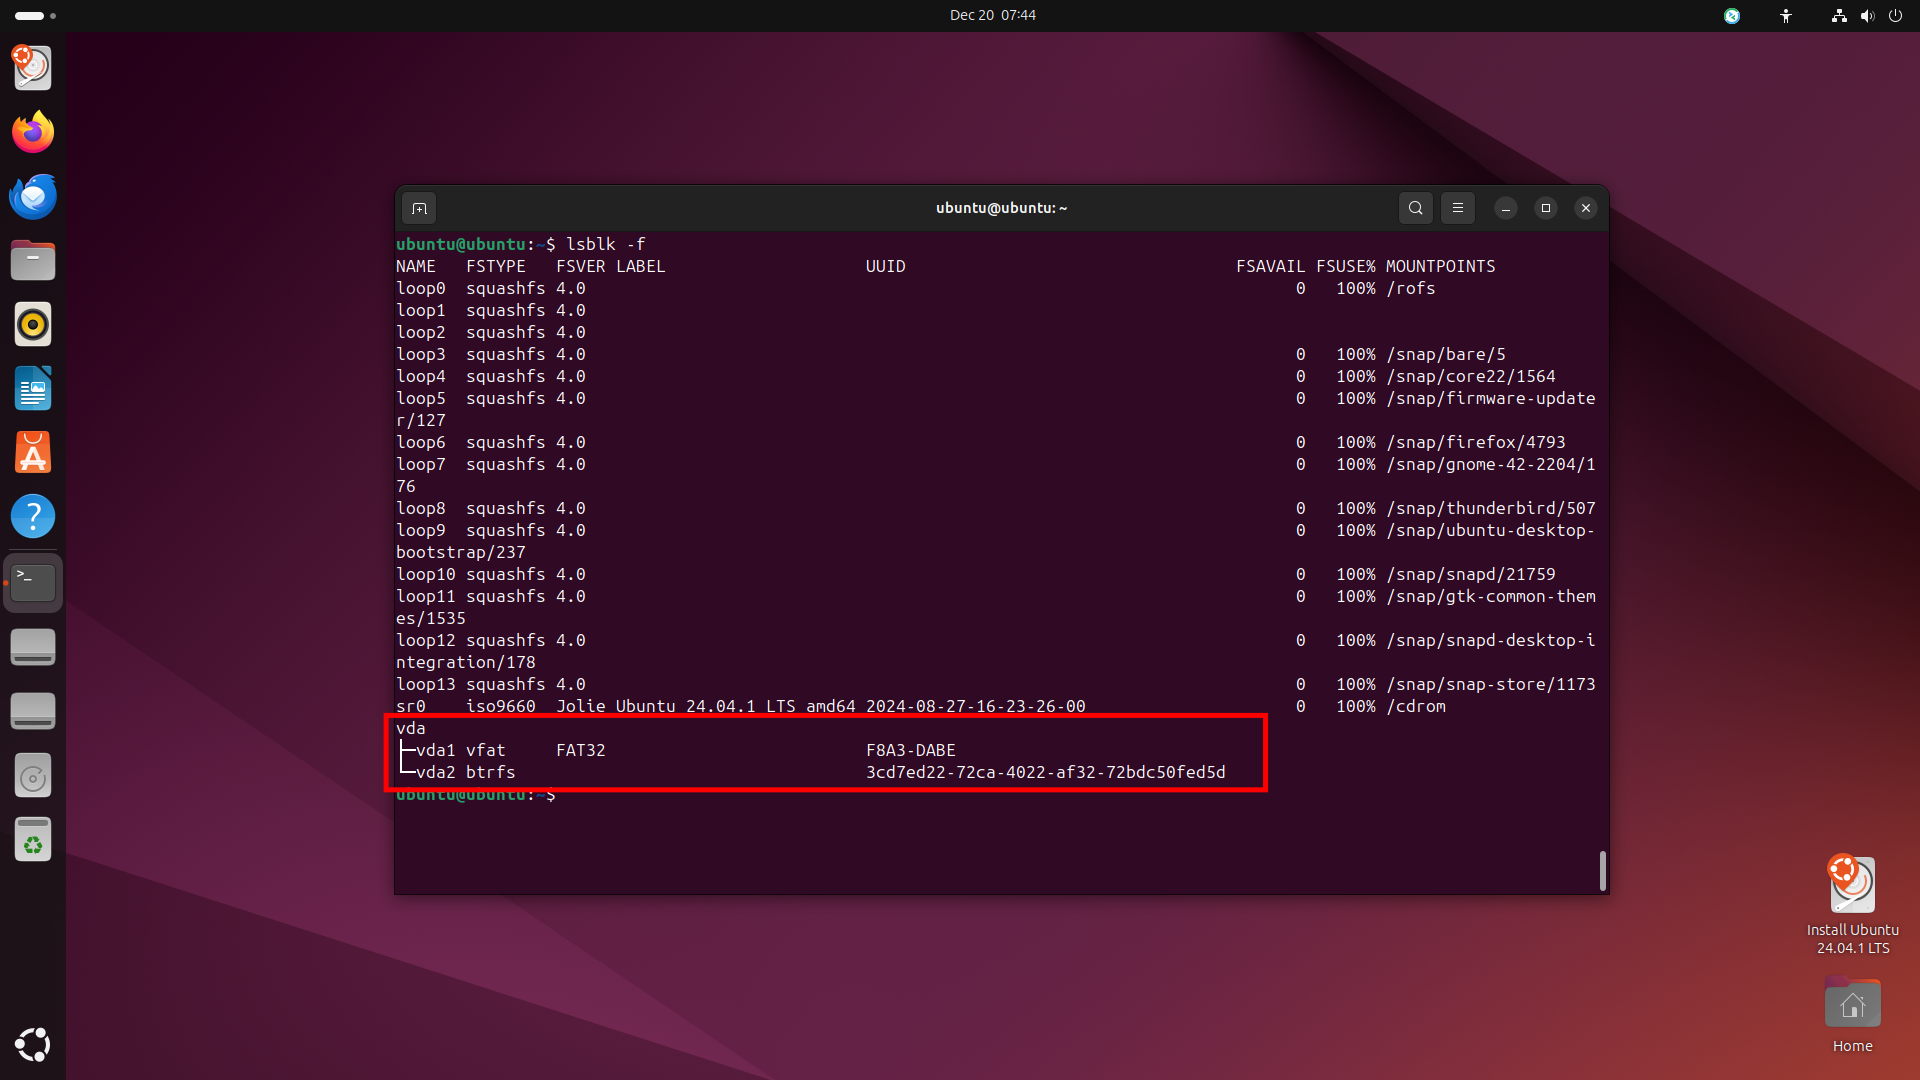 Dec 20 07:44
ubuntu@ubuntu: ~
ubuntu@ubuntu:~$ lsblk -f
NAME FSTYPE FSVER LABEL UUID FSAVAIL FSUSE% MOUNTPOINTS
loop0 squashfs 4.0 0 100% /rofs
loop1 squashfs 4.0
loop2 squashfs 4.0
loop3 squashfs 4.0 0 100% /snap/bare/5
loop4 squashfs 4.0 0 100% /snap/core22/1564
loop5 squashfs 4.0 0 100% /snap/firmware-update
r/127
loop6 squashfs 4.0 0 100% /snap/firefox/4793
loop7 squashfs 4.0 0 100% /snap/gnome-42-2204/1
76
loop8 squashfs 4.0 0 100% /snap/thunderbird/507
loop9 squashfs 4.0 0 100% /snap/ubuntu-desktop-
bootstrap/237
loop10 squashfs 4.0 0 100% /snap/snapd/21759
loop11 squashfs 4.0 0 100% /snap/gtk-common-them
es/1535
loop12 squashfs 4.0 0 100% /snap/snapd-desktop-i
ntegration/178
loop13 squashfs 4.0 0 100% /snap/snap-store/1173
sr0 iso9660 Jolie Ubuntu 24.04.1 LTS amd64 2024-08-27-16-23-26-00 0 100% /cdrom
vda
├─vda1 vfat FAT32 F8A3-DABE
└─vda2 btrfs 3cd7ed22-72ca-4022-af32-72bdc50fed5d
ubuntu@ubuntu:~$
Install Ubuntu
24.04.1 LTS
Home